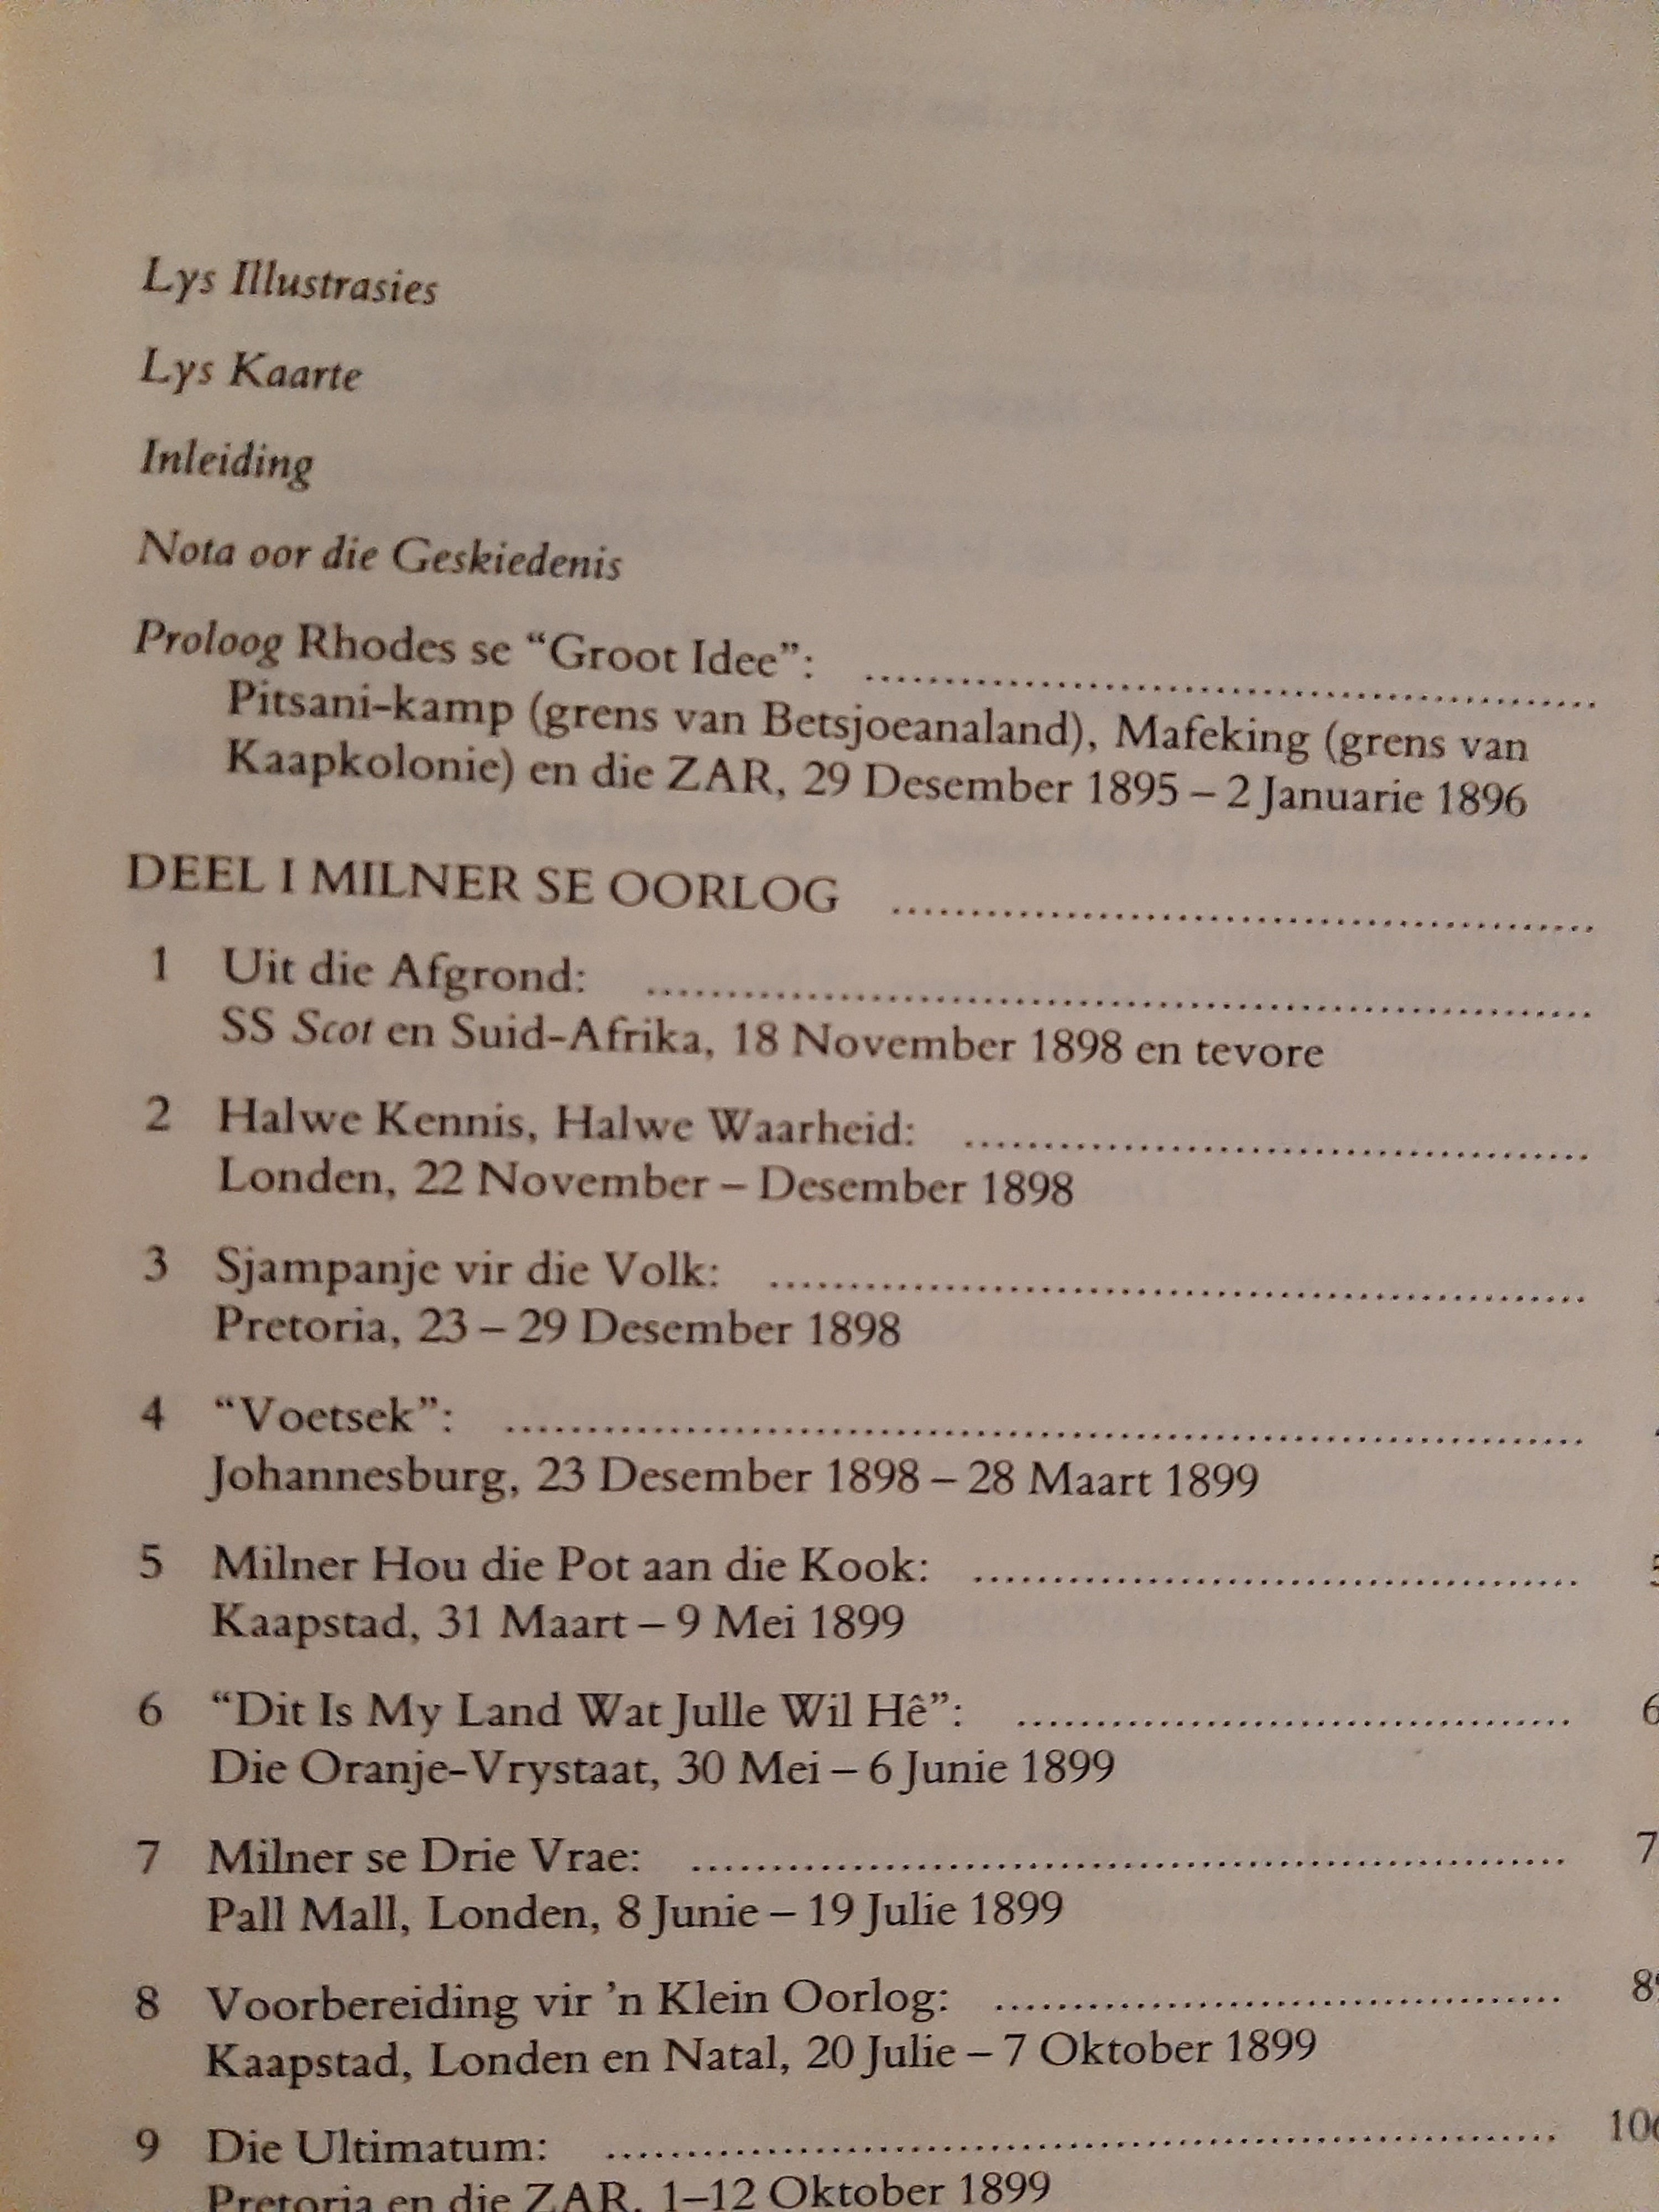 Lys Illustrasies
Lys Kaarte
Inleiding
Nota oor die Geskiedenis
Proloog Rhodes se “Groot Idee”: ........................................
Pitsani-kamp (grens van Betsjoeanaland), Mafeking (grens van
Kaapkolonie) en die ZAR, 29 Desember 1895 – 2 Januarie 1896
DEEL I MILNER SE OORLOG ........................................
1 Uit die Afgrond: ........................................
SS Scot en Suid-Afrika, 18 November 1898 en tevore
2 Halwe Kennis, Halwe Waarheid: ........................................
Londen, 22 November – Desember 1898
3 Sjampanje vir die Volk: ........................................
Pretoria, 23 – 29 Desember 1898
4 “Voetsek”: ........................................
Johannesburg, 23 Desember 1898 – 28 Maart 1899
5 Milner Hou die Pot aan die Kook: ........................................
Kaapstad, 31 Maart – 9 Mei 1899
6 “Dit Is My Land Wat Julle Wil Hê”: ........................................
Die Oranje-Vrystaat, 30 Mei – 6 Junie 1899
7 Milner se Drie Vrae: ........................................
Pall Mall, Londen, 8 Junie – 19 Julie 1899
8 Voorbereiding vir ’n Klein Oorlog: ........................................
Kaapstad, Londen en Natal, 20 Julie – 7 Oktober 1899
9 Die Ultimatum: ........................................
Pretoria en die ZAR, 1–12 Oktober 1899